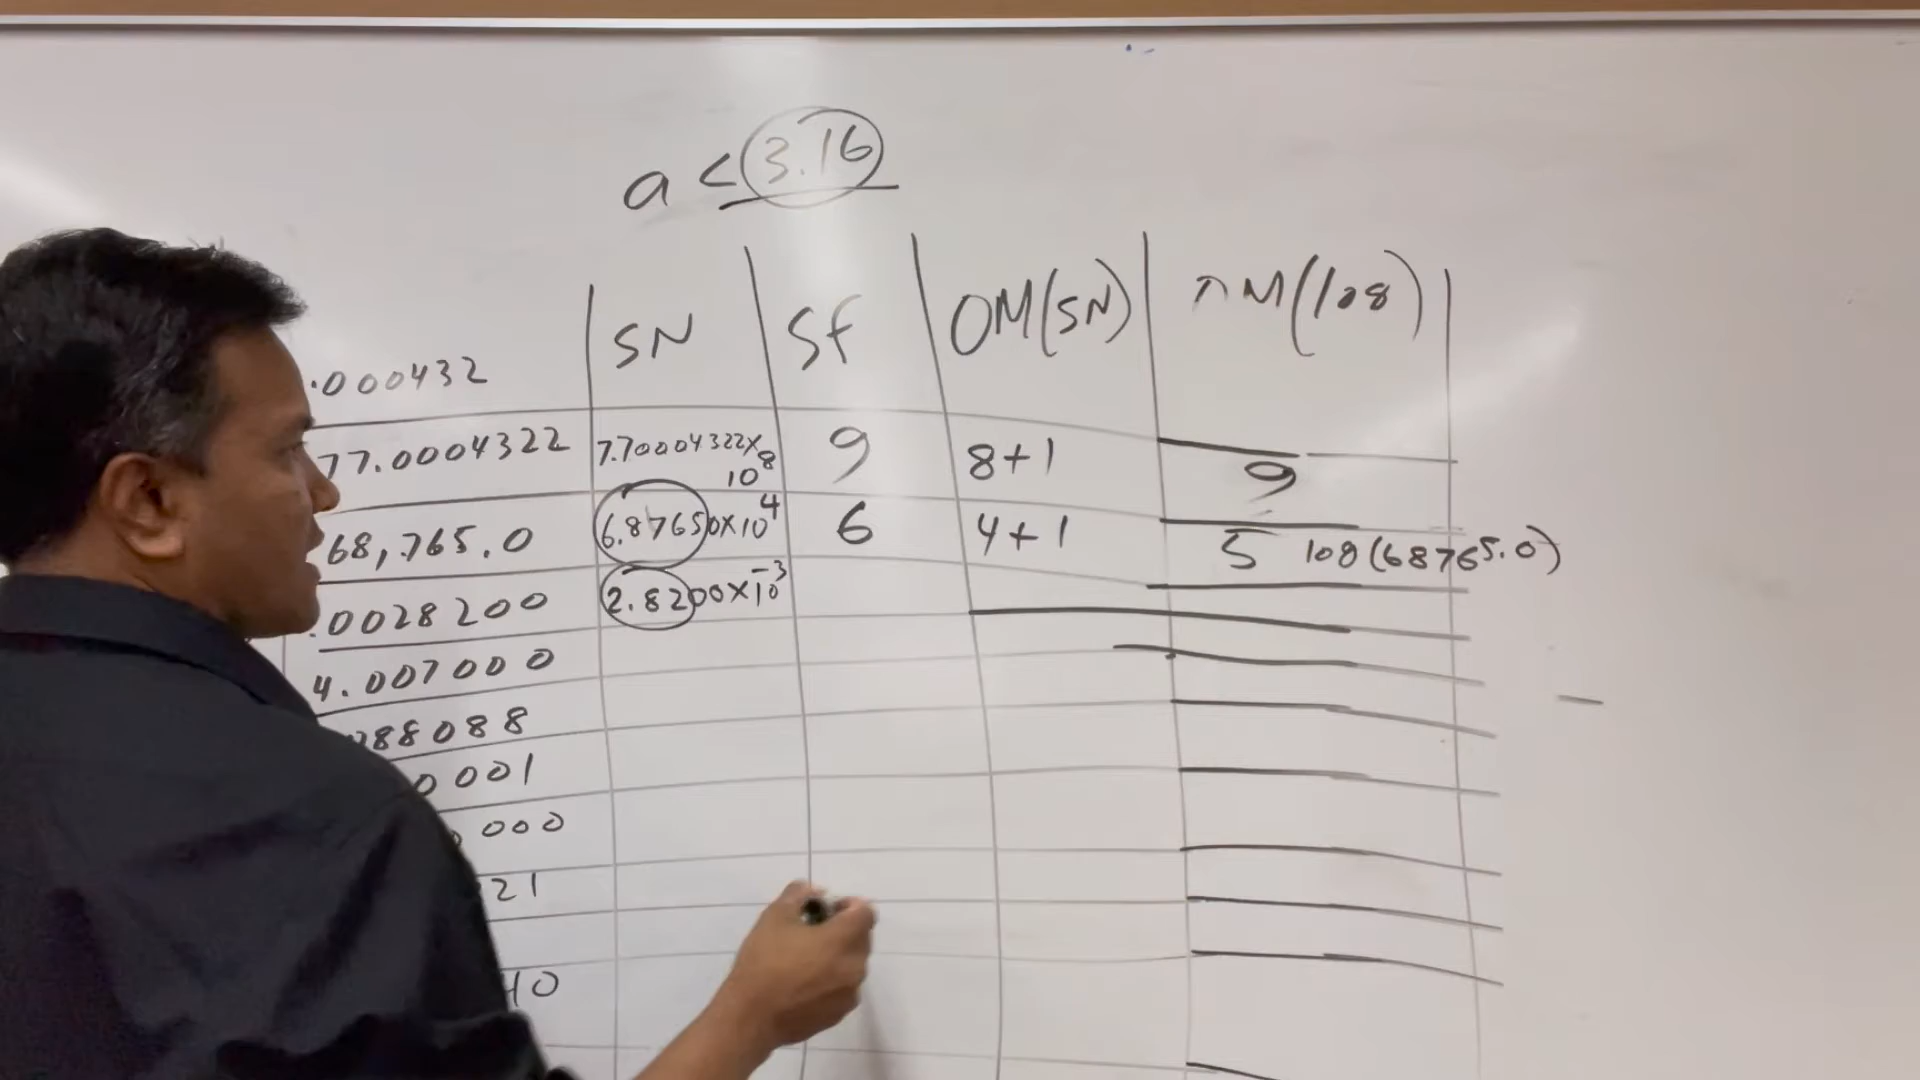 a < 3.16
SN Sf OM(SN) OM(log)
.000432
77.0004322 7.70004322x10^8 9 8+1 9
68,765.0 6.87650x10^4 6 4+1 5 log(68765.0)
.0028200 2.8200x10^-3
4.007000
088088
0001
000
21
40